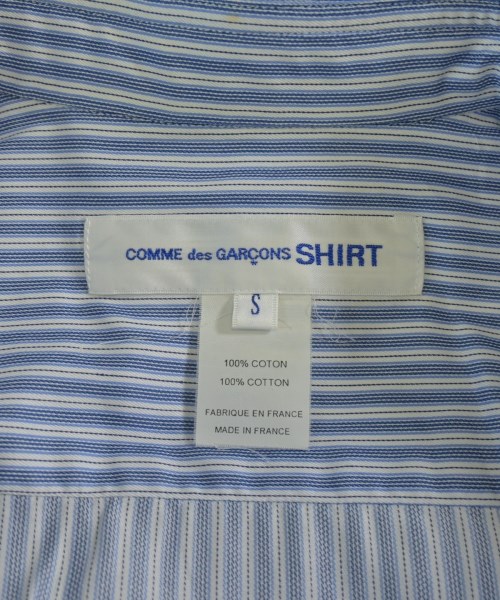 COMME des GARÇONS SHIRT
S
100% COTON
100% COTTON
FABRIQUE EN FRANCE
MADE IN FRANCE